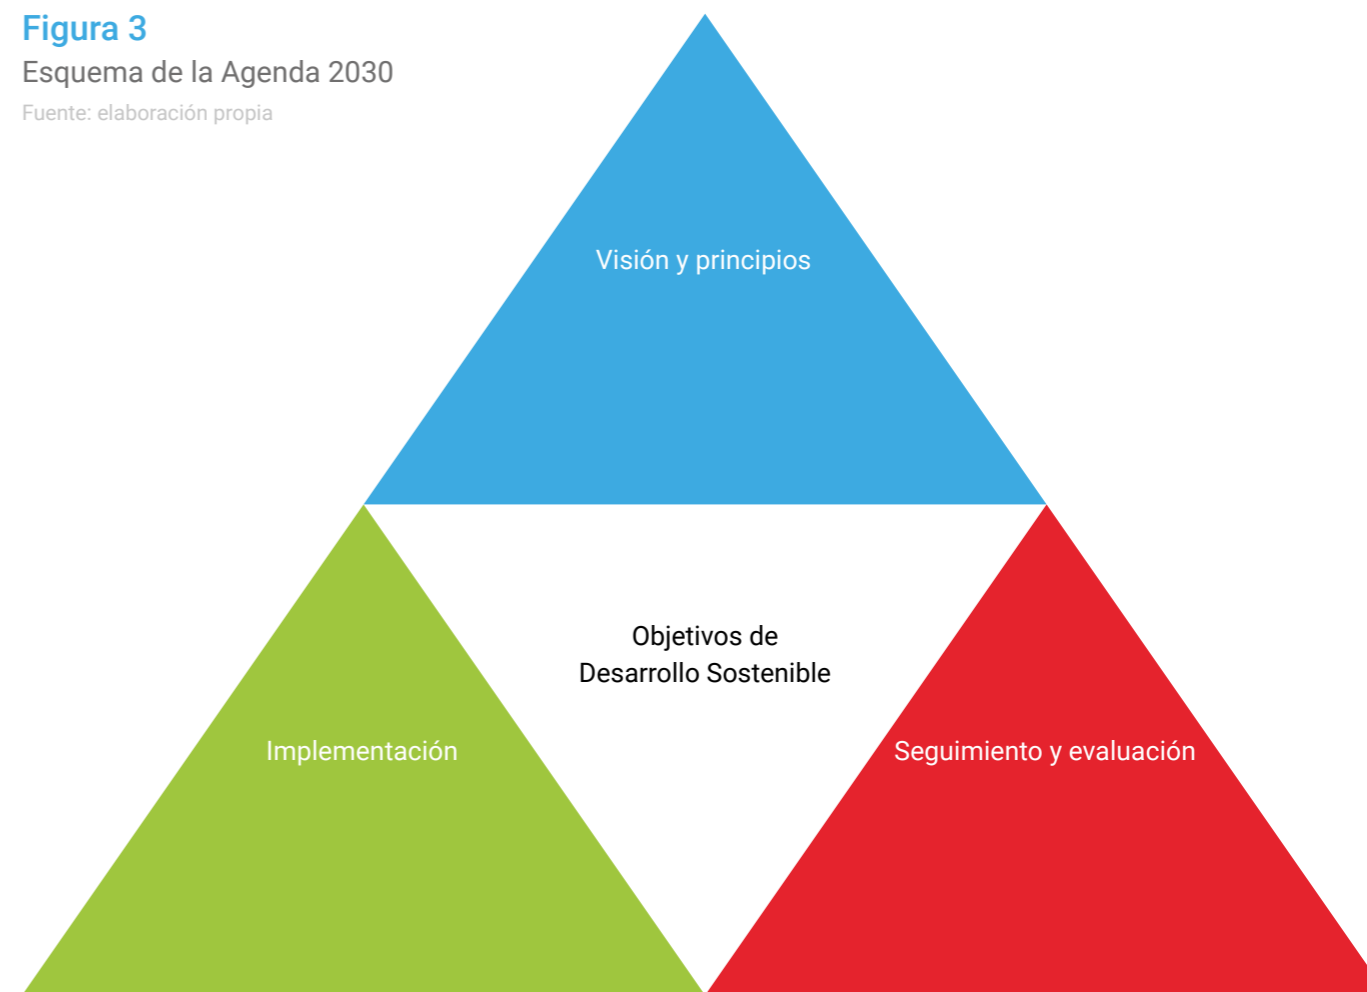 Figura 3
Esquema de la Agenda 2030
Fuente: elaboración propia
Visión y principios
Objetivos de
Desarrollo Sostenible
Implementación
Seguimiento y evaluación